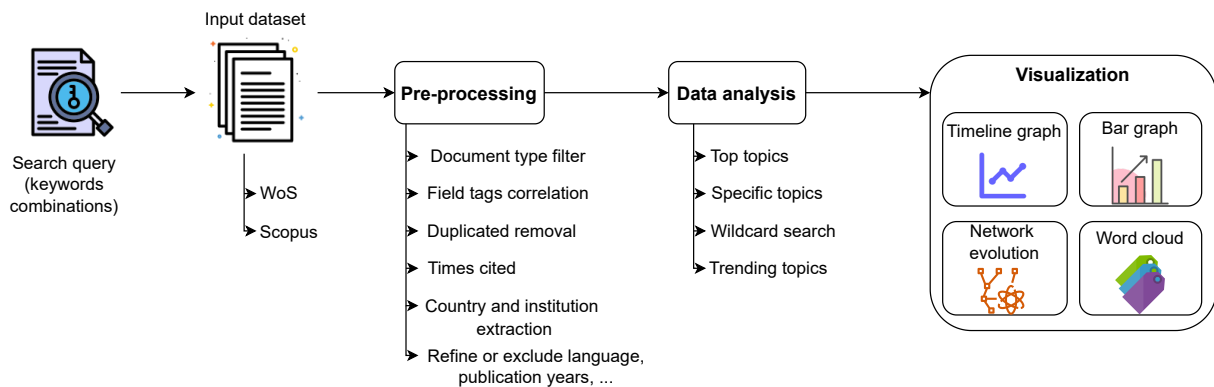 Search query
(keywords
combinations)
Input dataset
WoS
Scopus
Pre-processing
Document type filter
Field tags correlation
Duplicated removal
Times cited
Country and institution
extraction
Refine or exclude language,
publication years, ...
Data analysis
Top topics
Specific topics
Wildcard search
Trending topics
Visualization
Timeline graph
Bar graph
Network
evolution
Word cloud